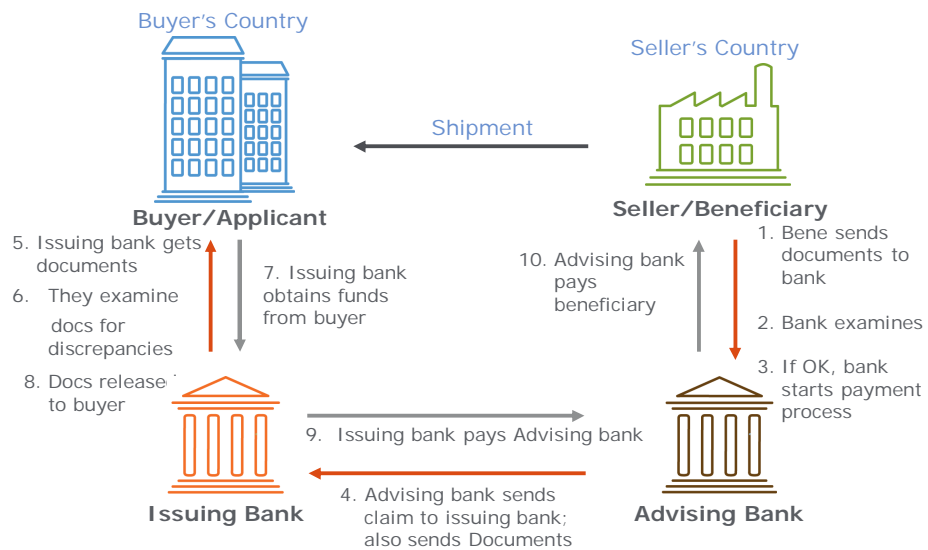 Buyer's Country
Seller's Country
Shipment
Buyer/Applicant
Seller/Beneficiary
5. Issuing bank gets
documents
6. They examine
docs for
discrepancies
8. Docs released
to buyer
7. Issuing bank
obtains funds
from buyer
10. Advising bank
pays
beneficiary
1. Bene sends
documents to
bank
2. Bank examines
3. If OK, bank
starts payment
process
9. Issuing bank pays Advising bank
4. Advising bank sends
claim to issuing bank;
also sends Documents
Issuing Bank
Advising Bank